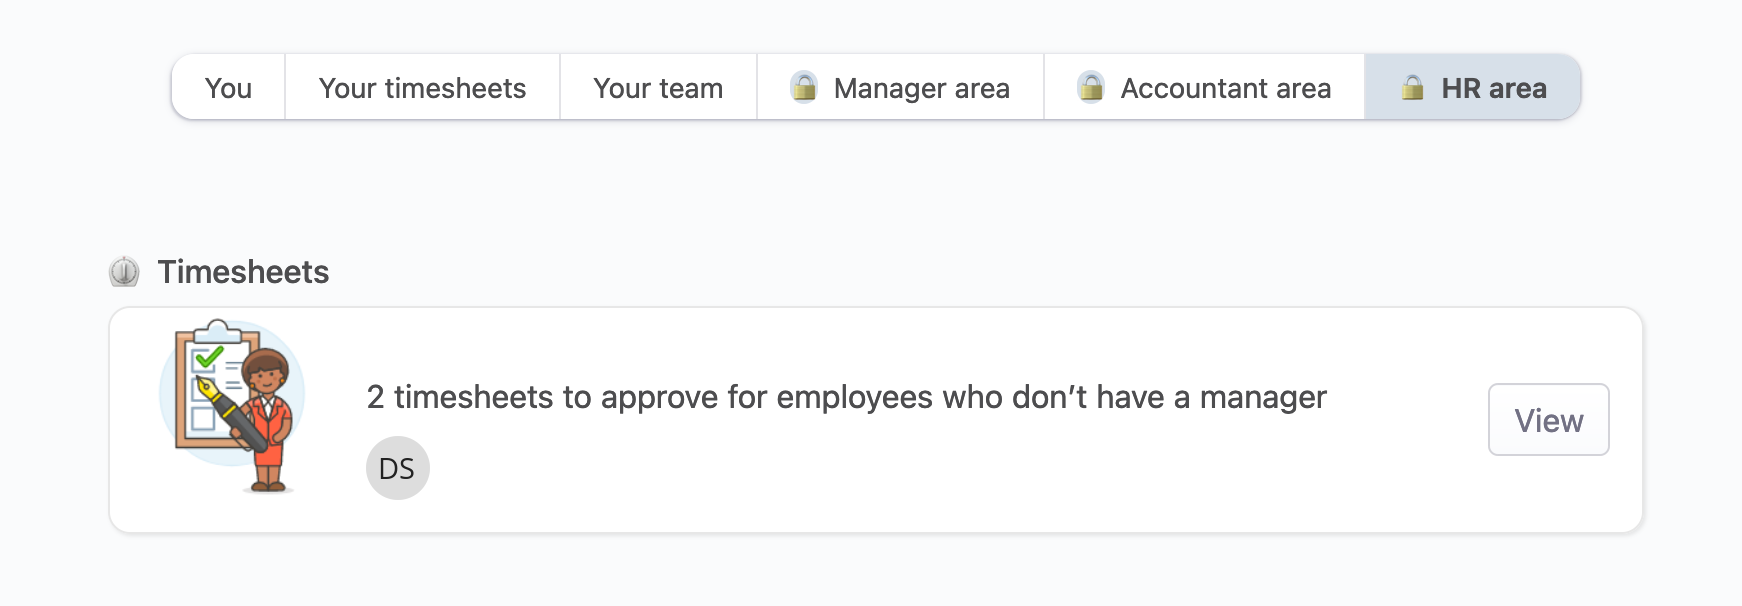 You
Your timesheets
Your team
Manager area
Accountant area
HR area
Timesheets
2 timesheets to approve for employees who don’t have a manager
DS
View